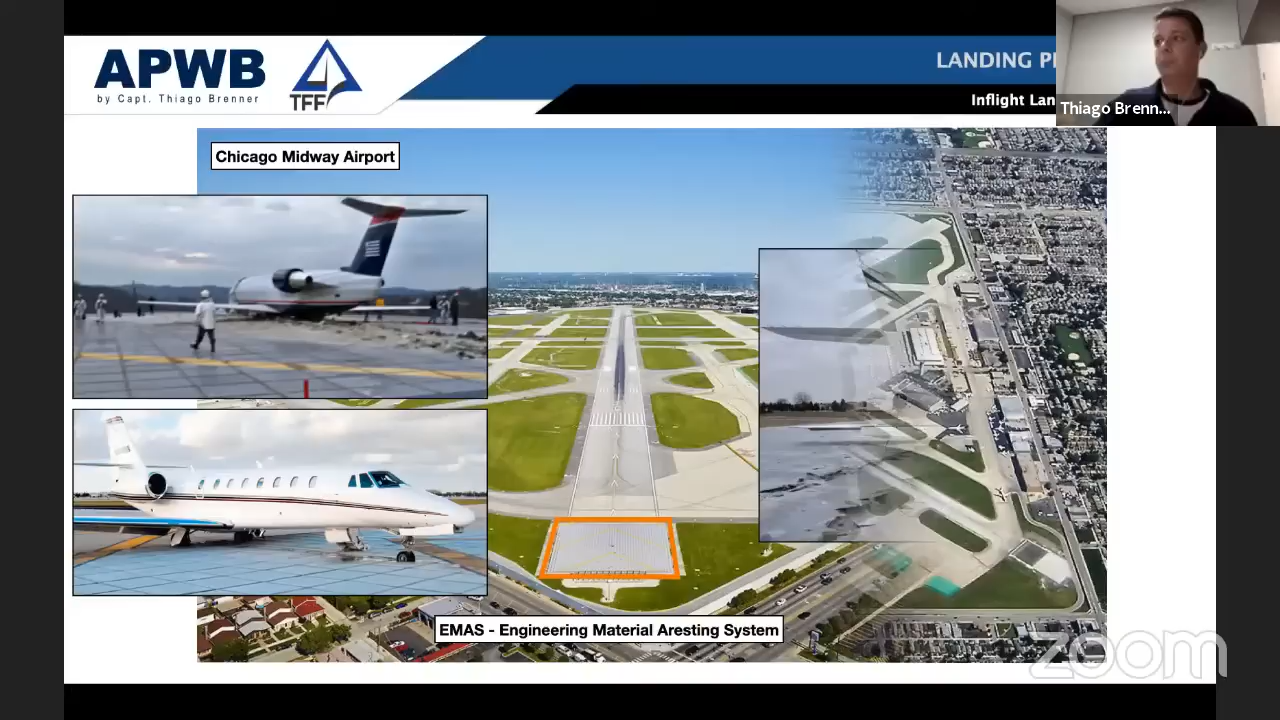 APWB
by Capt. Thiago Brenner
TFF
LANDING P
Inflight Lan
Thiago Brenn...
Chicago Midway Airport
EMAS - Engineering Material Aresting System
zoom